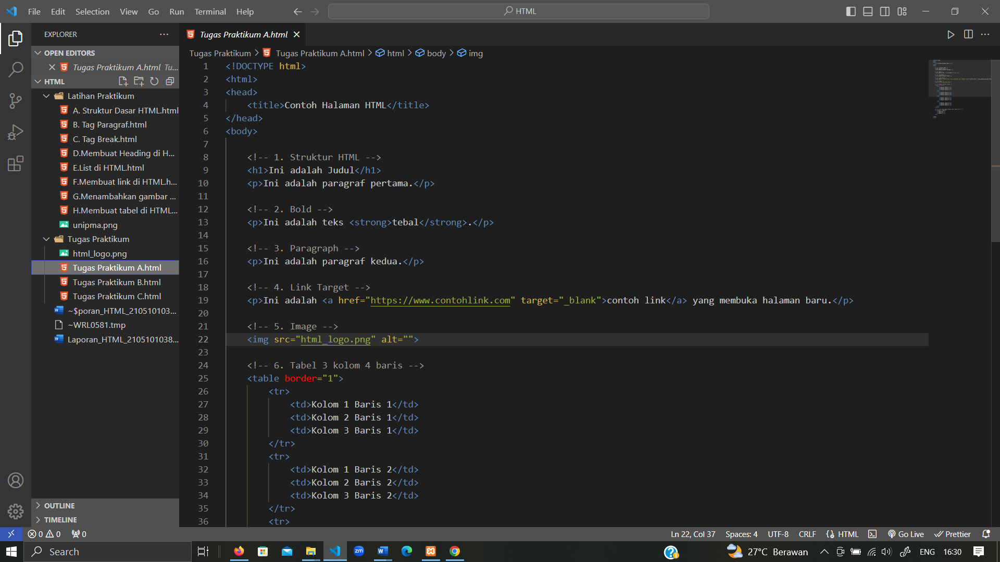 File Edit Selection View Go Run Terminal Help
HTML
EXPLORER
OPEN EDITORS
Tugas Praktikum A.html Tu...
HTML
Latihan Praktikum
A. Struktur Dasar HTML.html
B. Tag Paragraf.html
C. Tag Break.html
D.Membuat Heading di H...
E.List di HTML.html
F.Membuat link di HTML.h...
G.Menambahkan gambar ...
H.Membuat tabel di HTML...
unipma.png
Tugas Praktikum
html_logo.png
Tugas Praktikum A.html
Tugas Praktikum B.html
Tugas Praktikum C.html
~$poran_HTML_210510103...
~WRL0581.tmp
Laporan_HTML_2105101038...
OUTLINE
TIMELINE
Tugas Praktikum A.html
Tugas Praktikum > Tugas Praktikum A.html > html > body > img
1 <!DOCTYPE html>
2 <html>
3 <head>
4 <title>Contoh Halaman HTML</title>
5 </head>
6 <body>
7
8 <!-- 1. Struktur HTML -->
9 <h1>Ini adalah Judul</h1>
10 <p>Ini adalah paragraf pertama.</p>
11
12 <!-- 2. Bold -->
13 <p>Ini adalah teks <strong>tebal</strong>.</p>
14
15 <!-- 3. Paragraph -->
16 <p>Ini adalah paragraf kedua.</p>
17
18 <!-- 4. Link Target -->
19 <p>Ini adalah <a href="https://www.contohlink.com" target="_blank">contoh link</a> yang membuka halaman baru.</p>
20
21 <!-- 5. Image -->
22 <img src="html_logo.png" alt="">
23
24 <!-- 6. Tabel 3 kolom 4 baris -->
25 <table border="1">
26 <tr>
27 <td>Kolom 1 Baris 1</td>
28 <td>Kolom 2 Baris 1</td>
29 <td>Kolom 3 Baris 1</td>
30 </tr>
31 <tr>
32 <td>Kolom 1 Baris 2</td>
33 <td>Kolom 2 Baris 2</td>
34 <td>Kolom 3 Baris 2</td>
35 </tr>
36 <tr>
0 0 0 Ln 22, Col 37 Spaces: 4 UTF-8 CRLF HTML Go Live Prettier
Search zm 27°C Berawan ENG 16:30